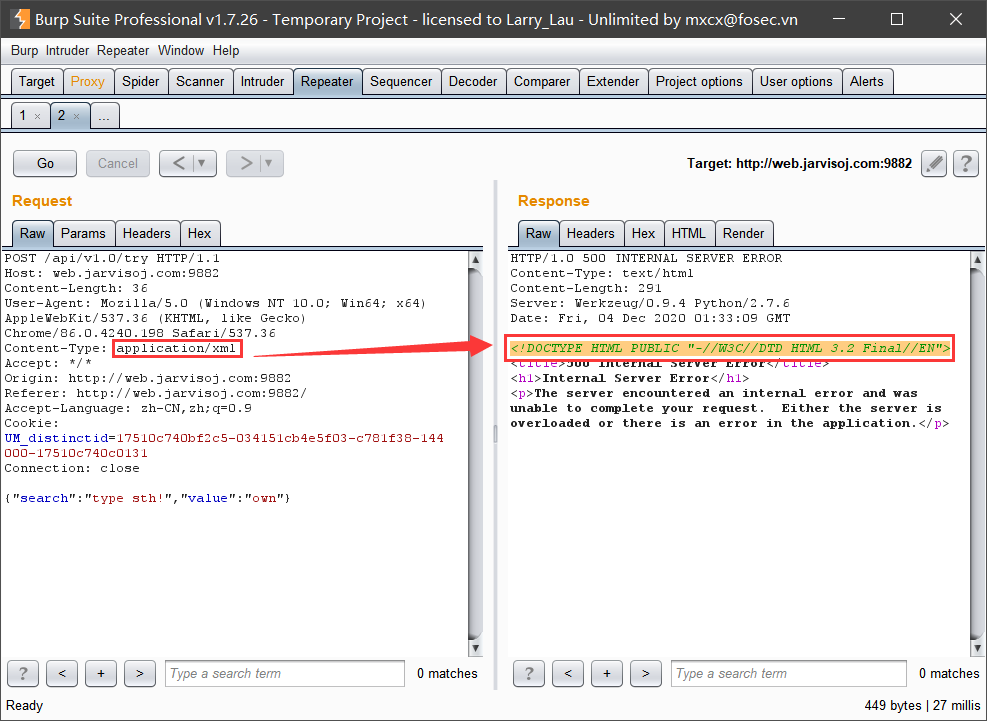 Burp Suite Professional v1.7.26 - Temporary Project - licensed to Larry_Lau - Unlimited by mxcx@fosec.vn
Burp Intruder Repeater Window Help
Target Proxy Spider Scanner Intruder Repeater Sequencer Decoder Comparer Extender Project options User options Alerts
1 × 2 × ...
Go Cancel < > Target: http://web.jarvisoj.com:9882 ?
Request
Raw Params Headers Hex
POST /api/v1.0/try HTTP/1.1
Host: web.jarvisoj.com:9882
Content-Length: 36
User-Agent: Mozilla/5.0 (Windows NT 10.0; Win64; x64)
AppleWebKit/537.36 (KHTML, like Gecko)
Chrome/86.0.4240.198 Safari/537.36
Content-Type: application/xml
Accept: */*
Origin: http://web.jarvisoj.com:9882
Referer: http://web.jarvisoj.com:9882/
Accept-Language: zh-CN,zh;q=0.9
Cookie:
UM_distinctid=17510c740bf2c5-034151cb4e5f03-c781f38-144
000-17510c740c0131
Connection: close
{"search":"type sth!","value":"own"}
? < + > Type a search term 0 matches
Response
Raw Headers Hex HTML Render
HTTP/1.0 500 INTERNAL SERVER ERROR
Content-Type: text/html
Content-Length: 291
Server: Werkzeug/0.9.4 Python/2.7.6
Date: Fri, 04 Dec 2020 01:33:09 GMT
<!DOCTYPE HTML PUBLIC "-//W3C//DTD HTML 3.2 Final//EN">
<title>500 Internal Server Error</title>
<h1>Internal Server Error</h1>
<p>The server encountered an internal error and was
unable to complete your request.  Either the server is
overloaded or there is an error in the application.</p>
? < + > Type a search term 0 matches
Ready 449 bytes | 27 millis